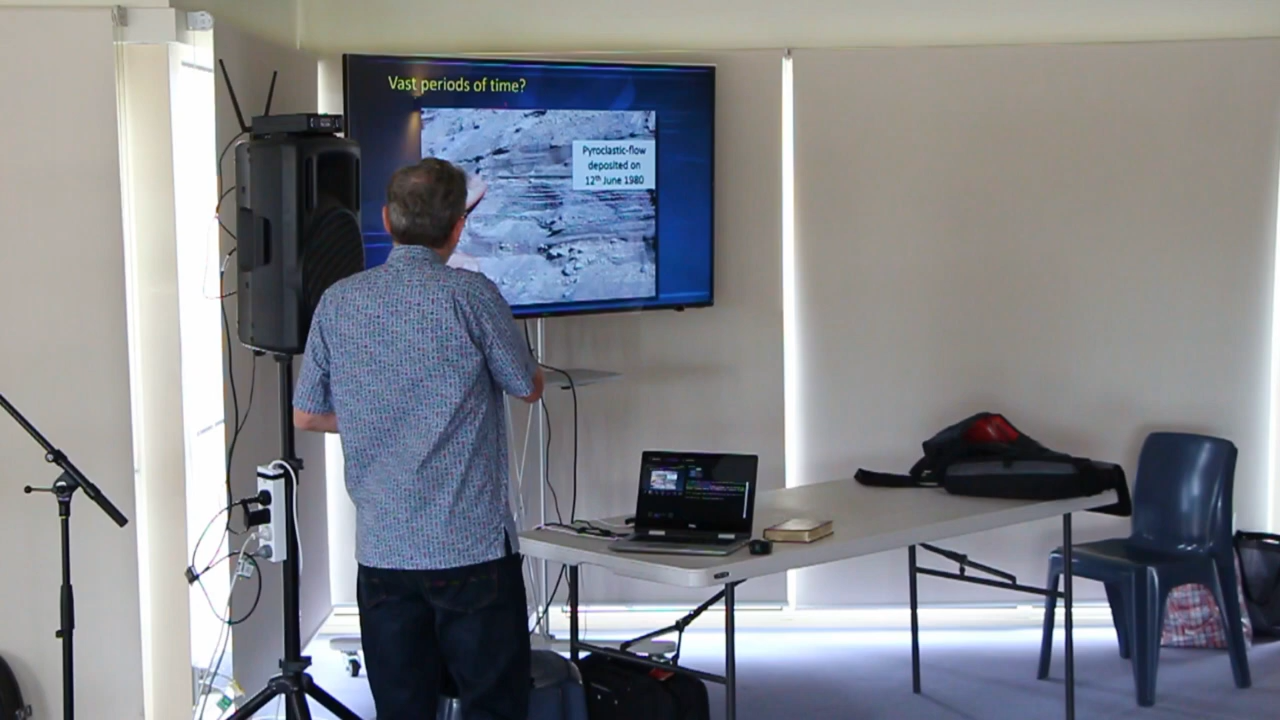 Vast periods of time?
Pyroclastic-flow
deposited on
12th June 1980